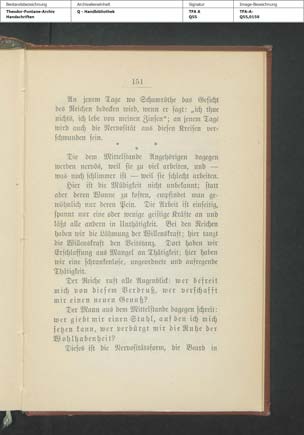 Bestandsbezeichnung
Archivalieneinheit
Signatur
Image-Bezeichnung
Theodor-Fontane-Archiv
Handschriften
Q - Handbibliothek
TFA A
Q55
TFA-A-
Q55,0158
151
An jenem Tage wo Schamröthe das Gesicht
des Reichen bedecken wird, wenn er sagt: „ich thue
nichts, ich lebe von meinen Zinsen“; an jenem Tage
wird auch die Nervosität aus diesen Kreisen ver-
schwunden sein.
* * *
Die dem Mittelstande Angehörigen dagegen
werden nervös, weil sie zu viel arbeiten, und —
was noch schlimmer ist — weil sie schlecht arbeiten.
Hier ist die Müdigkeit nicht unbekannt; statt
aber deren Wonne zu kosten, empfindet man ge-
wöhnlich nur deren Pein. Die Arbeit ist einseitig,
spannt nur eine oder wenige geistige Kräfte an und
läßt alle andern in Unthätigkeit. Bei den Reichen
haben wir die Lähmung der Willenskraft; hier tanzt
die Willenskraft den Veitstanz. Dort haben wir
Erschlaffung aus Mangel an Thätigkeit; hier haben
wir eine schrankenlose, ungeordnete und aufregende
Thätigkeit.
Der Reiche ruft alle Augenblick: wer befreit
mich von diesem Verdruß, wer verschafft
mir einen neuen Genuß?
Der Mann aus dem Mittelstande dagegen schreit:
wer giebt mir einen Stuhl, auf den ich mich
setzen kann, wer verbürgt mir die Ruhe der
Wohlhabenheit?
Dieses ist die Nervositätsform, die Beard in